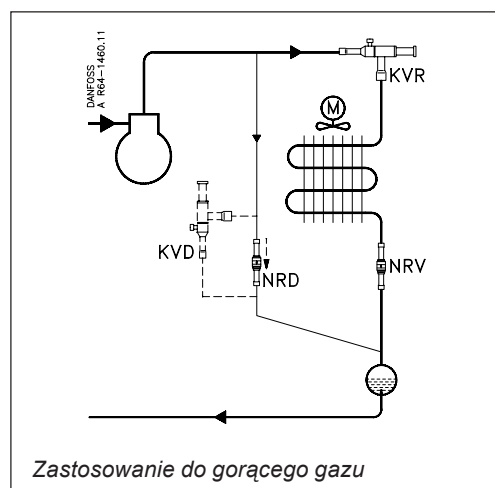 DANFOSS
A R64-1460.11
KVR
M
KVD
NRD
NRV
Zastosowanie do gorącego gazu